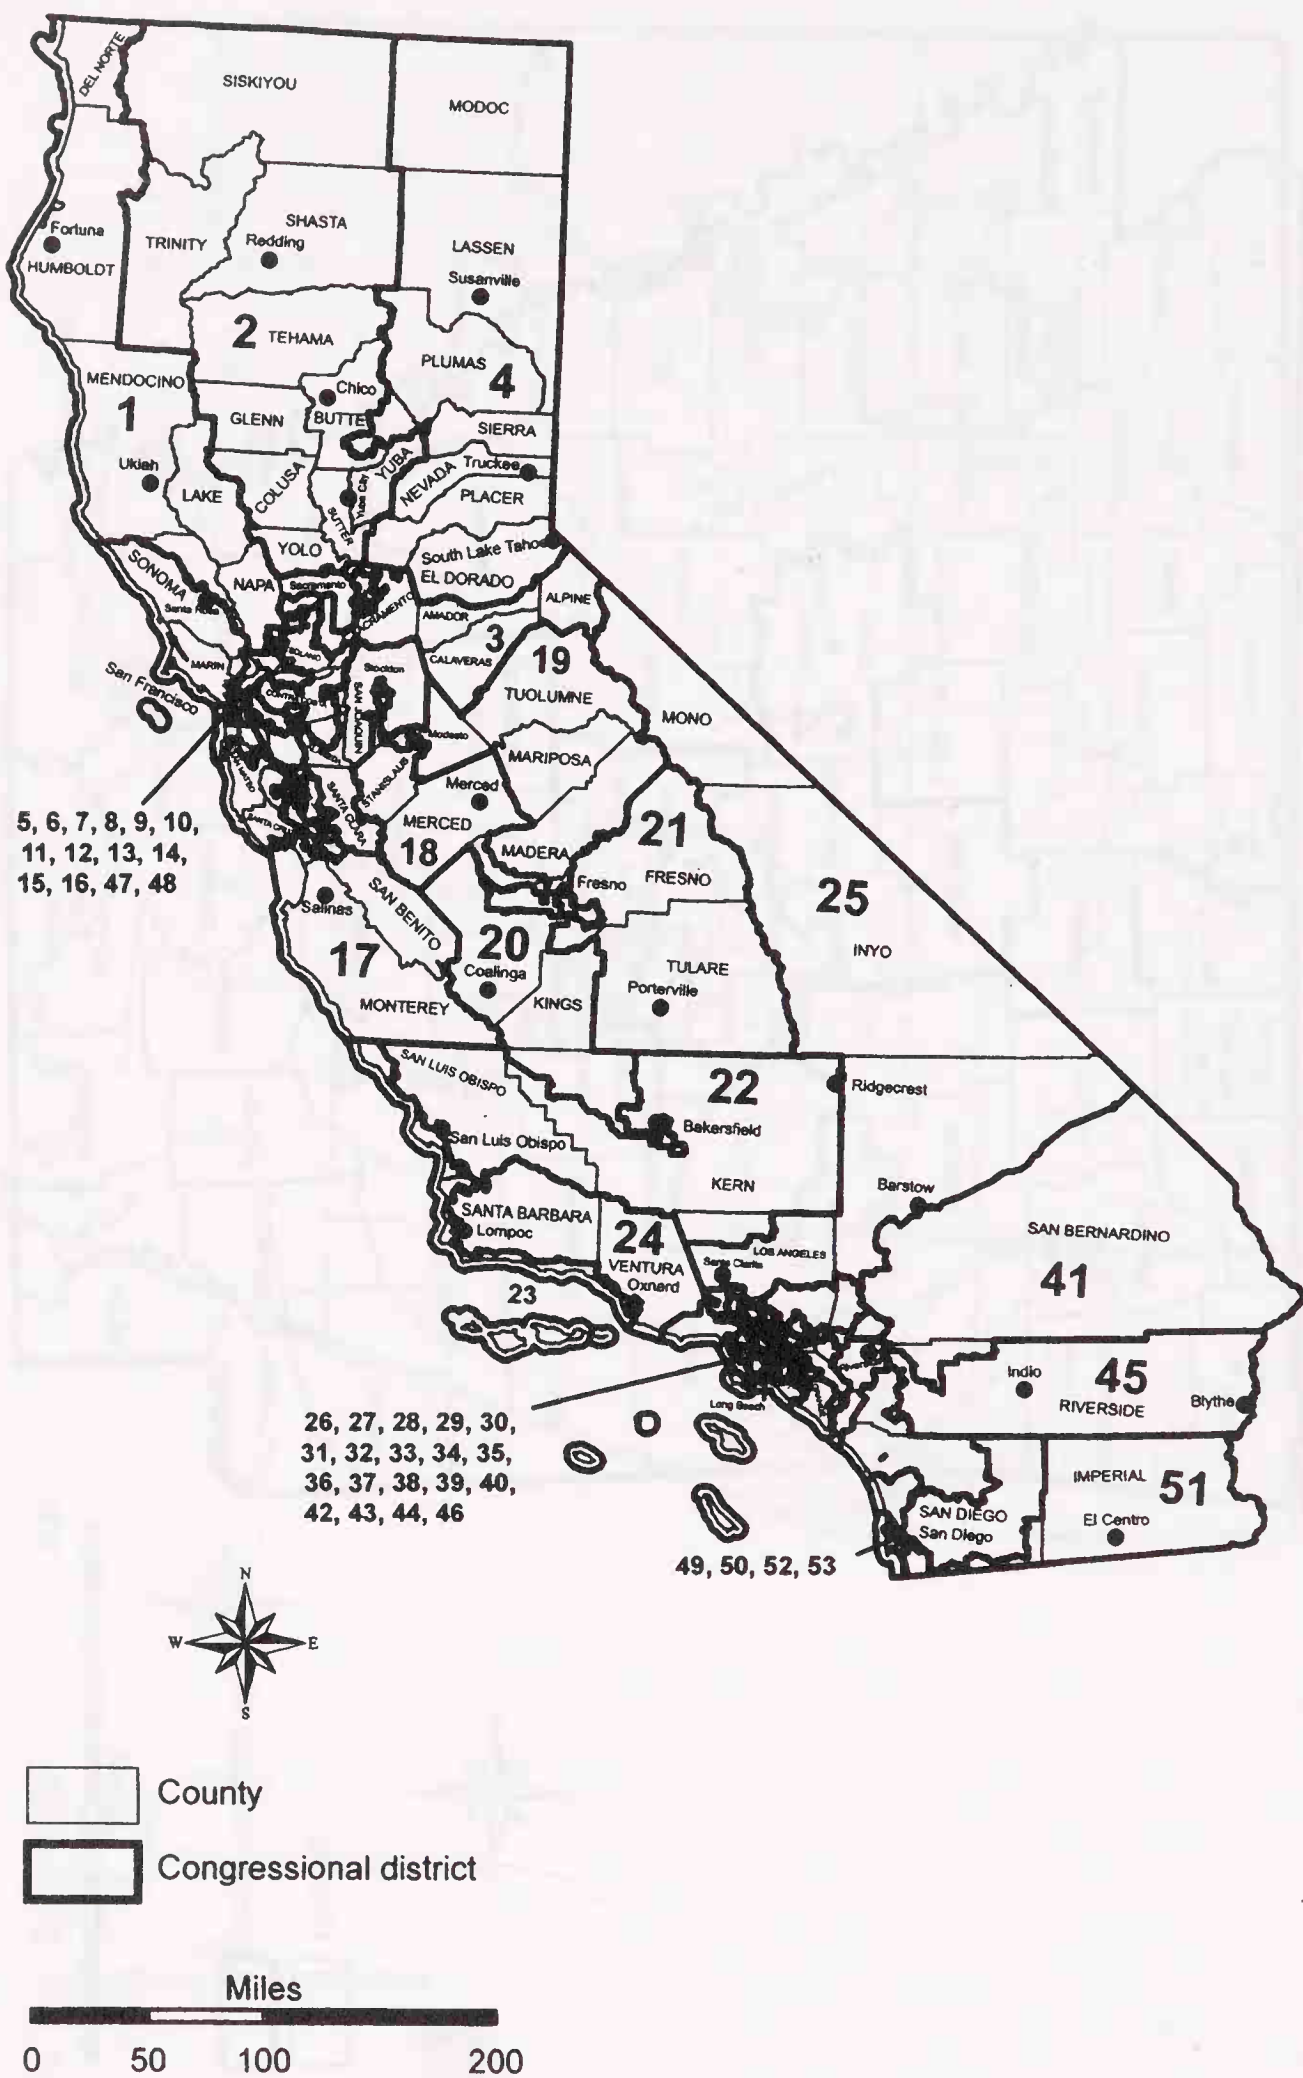 DEL NORTE
SISKIYOU
MODOC
SHASTA
Fortuna
Redding
TRINITY
LASSEN
HUMBOLDT
Susanville
2
TEHAMA
PLUMAS
4
MENDOCINO
Chico
1
GLENN
BUTTE
SIERRA
Ukiah
COLUSA
YUBA
Truckee
NEVADA
LAKE
Yuba City
PLACER
SUTTER
YOLO
South Lake Tahoe
SONOMA
NAPA
Sacramento
EL DORADO
ALPINE
Santa Rosa
AMADOR
3
SOLANO
MARIN
CALAVERAS
19
Stockton
San Francisco
TUOLUMNE
SAN JOAQUIN
MONO
Modesto
MARIPOSA
SAN MATEO
STANISLAUS
Merced
SANTA CLARA
MERCED
5, 6, 7, 8, 9, 10,
11, 12, 13, 14,
15, 16, 47, 48
21
18
MADERA
Fresno
FRESNO
25
SAN BENITO
Salinas
17
20
INYO
TULARE
Coalinga
Porterville
MONTEREY
KINGS
SAN LUIS OBISPO
22
Ridgecrest
Bakersfield
San Luis Obispo
KERN
Barstow
SANTA BARBARA
Lompoc
24
SAN BERNARDINO
LOS ANGELES
VENTURA
Santa Clarita
Oxnard
41
23
Indio
45
Blythe
RIVERSIDE
Long Beach
26, 27, 28, 29, 30,
31, 32, 33, 34, 35,
36, 37, 38, 39, 40,
42, 43, 44, 46
IMPERIAL
51
SAN DIEGO
San Diego
El Centro
49, 50, 52, 53
N
W
E
S
County
Congressional district
Miles
0 50 100 200